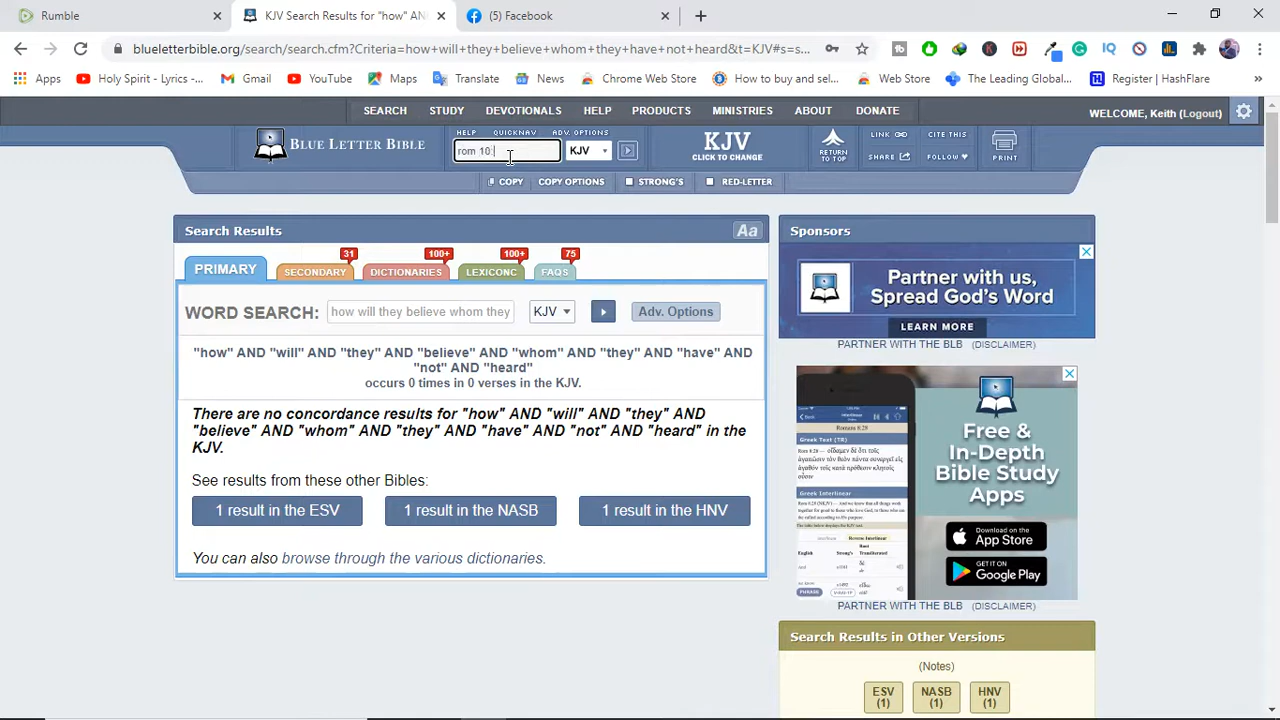 Rumble
KJV Search Results for "how" AN
(5) Facebook
blueletterbible.org/search/search.cfm?Criteria=how+will+they+believe+whom+they+have+not+heard&t=KJV#s=s...
Apps
Holy Spirit - Lyrics -...
Gmail
YouTube
Maps
Translate
News
Chrome Web Store
How to buy and sel...
Web Store
The Leading Global...
Register | HashFlare
SEARCH
STUDY
DEVOTIONALS
HELP
PRODUCTS
MINISTRIES
ABOUT
DONATE
WELCOME, Keith (Logout)
BLUE LETTER BIBLE
HELP QUICKNAV ADV. OPTIONS
rom 10:
KJV
KJV
CLICK TO CHANGE
RETURN
TO TOP
LINK
CITE THIS
SHARE
FOLLOW
PRINT
COPY
COPY OPTIONS
STRONG'S
RED-LETTER
Search Results
Aa
PRIMARY
31
SECONDARY
100+
DICTIONARIES
100+
LEXICONC
75
FAQS
WORD SEARCH:
how will they believe whom they
KJV
Adv. Options
"how" AND "will" AND "they" AND "believe" AND "whom" AND "they" AND "have" AND
"not" AND "heard"
occurs 0 times in 0 verses in the KJV.
There are no concordance results for "how" AND "will" AND "they" AND
"believe" AND "whom" AND "they" AND "have" AND "not" AND "heard" in the
KJV.
See results from these other Bibles:
1 result in the ESV
1 result in the NASB
1 result in the HNV
You can also browse through the various dictionaries.
Sponsors
Partner with us,
Spread God's Word
LEARN MORE
PARTNER WITH THE BLB (DISCLAIMER)
Romans 8:28
Greek Text (TR)
Greek Interlinear
Free &
In-Depth
Bible Study
Apps
Download on the
App Store
GET IT ON
Google Play
PARTNER WITH THE BLB (DISCLAIMER)
Search Results in Other Versions
(Notes)
ESV
(1)
NASB
(1)
HNV
(1)